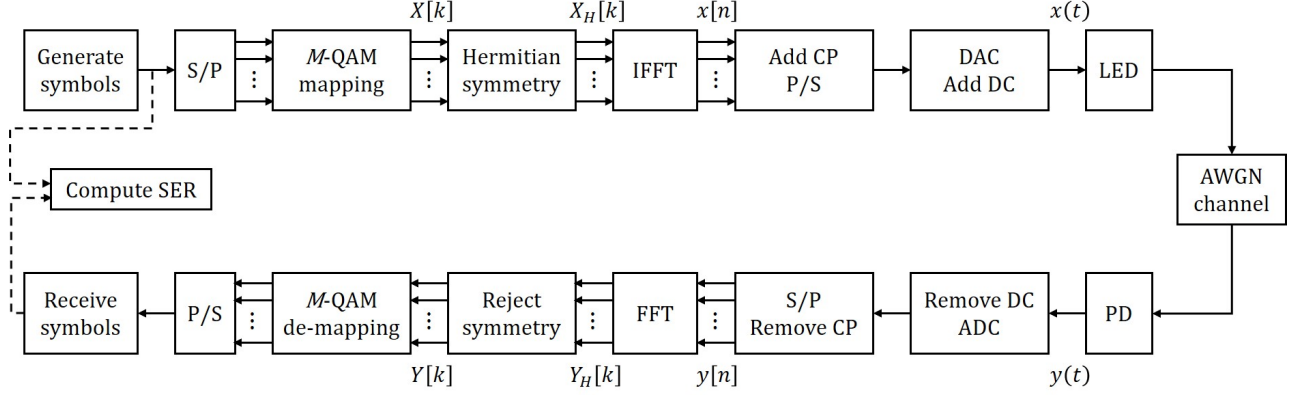 X[k]
X_H[k]
x[n]
x(t)
Generate
symbols
S/P
M-QAM
mapping
Hermitian
symmetry
IFFT
Add CP
P/S
DAC
Add DC
LED
Compute SER
AWGN
channel
Receive
symbols
P/S
M-QAM
de-mapping
Reject
symmetry
FFT
S/P
Remove CP
Remove DC
ADC
PD
Y[k]
Y_H[k]
y[n]
y(t)